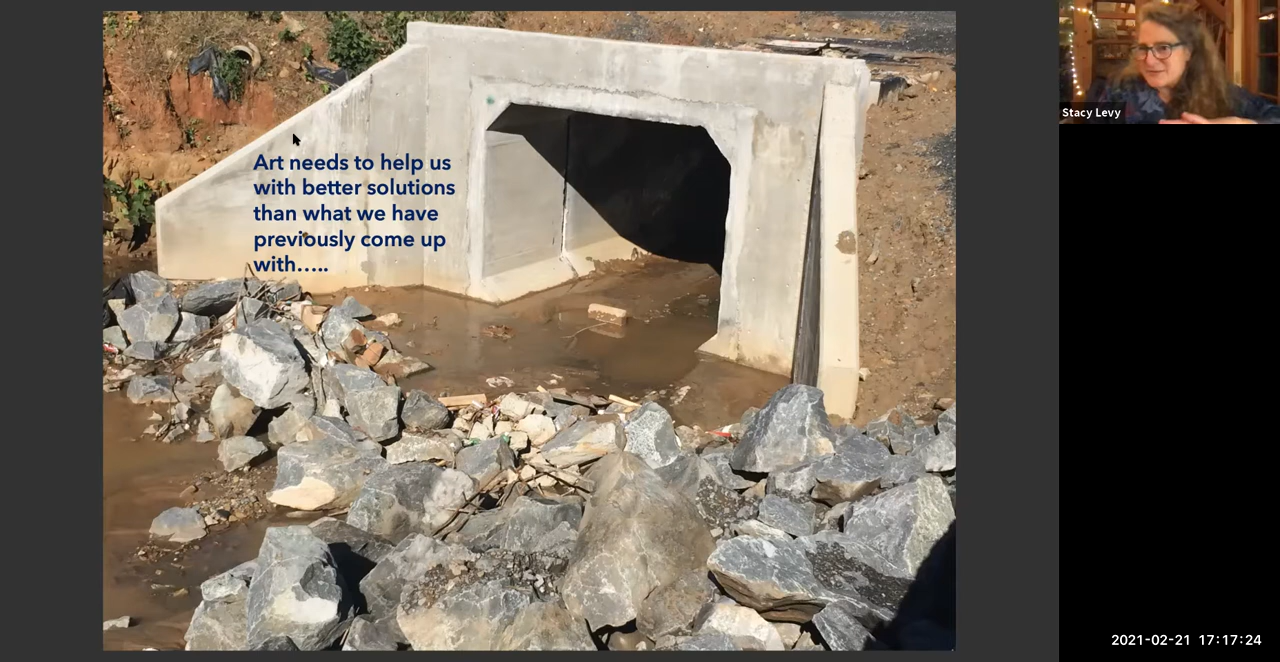 Art needs to help us
with better solutions
than what we have
previously come up
with.....
Stacy Levy
2021-02-21 17:17:24